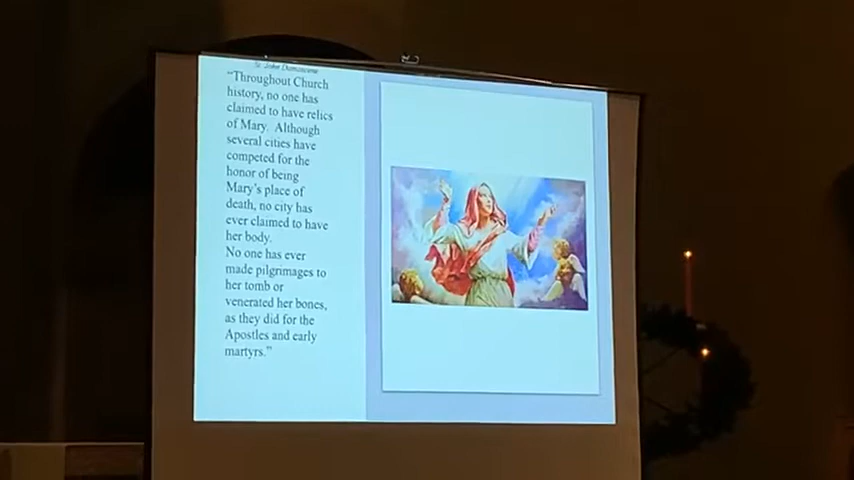 St. John Damascene
“Throughout Church
history, no one has
claimed to have relics
of Mary.  Although
several cities have
competed for the
honor of being
Mary’s place of
death, no city has
ever claimed to have
her body.
No one has ever
made pilgrimages to
her tomb or
venerated her bones,
as they did for the
Apostles and early
martyrs.”